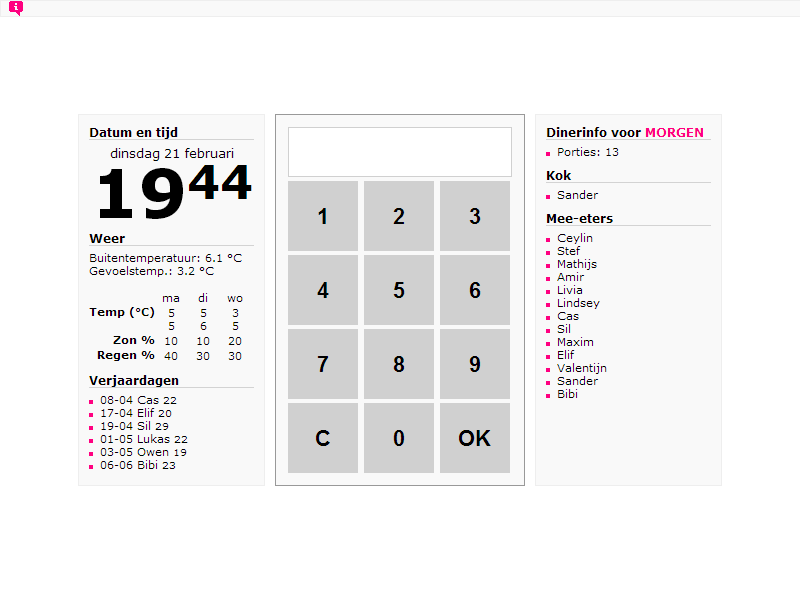 Datum en tijd
dinsdag 21 februari
19 44
Weer
Buitentemperatuur: 6.1 °C
Gevoelstemp.: 3.2 °C
ma di wo
Temp (°C) 5 5 3
5 6 5
Zon % 10 10 20
Regen % 40 30 30
Verjaardagen
08-04 Cas 22
17-04 Elif 20
19-04 Sil 29
01-05 Lukas 22
03-05 Owen 19
06-06 Bibi 23
1 2 3
4 5 6
7 8 9
C 0 OK
Dinerinfo voor MORGEN
Porties: 13
Kok
Sander
Mee-eters
Ceylin
Stef
Mathijs
Amir
Livia
Lindsey
Cas
Sil
Maxim
Elif
Valentijn
Sander
Bibi